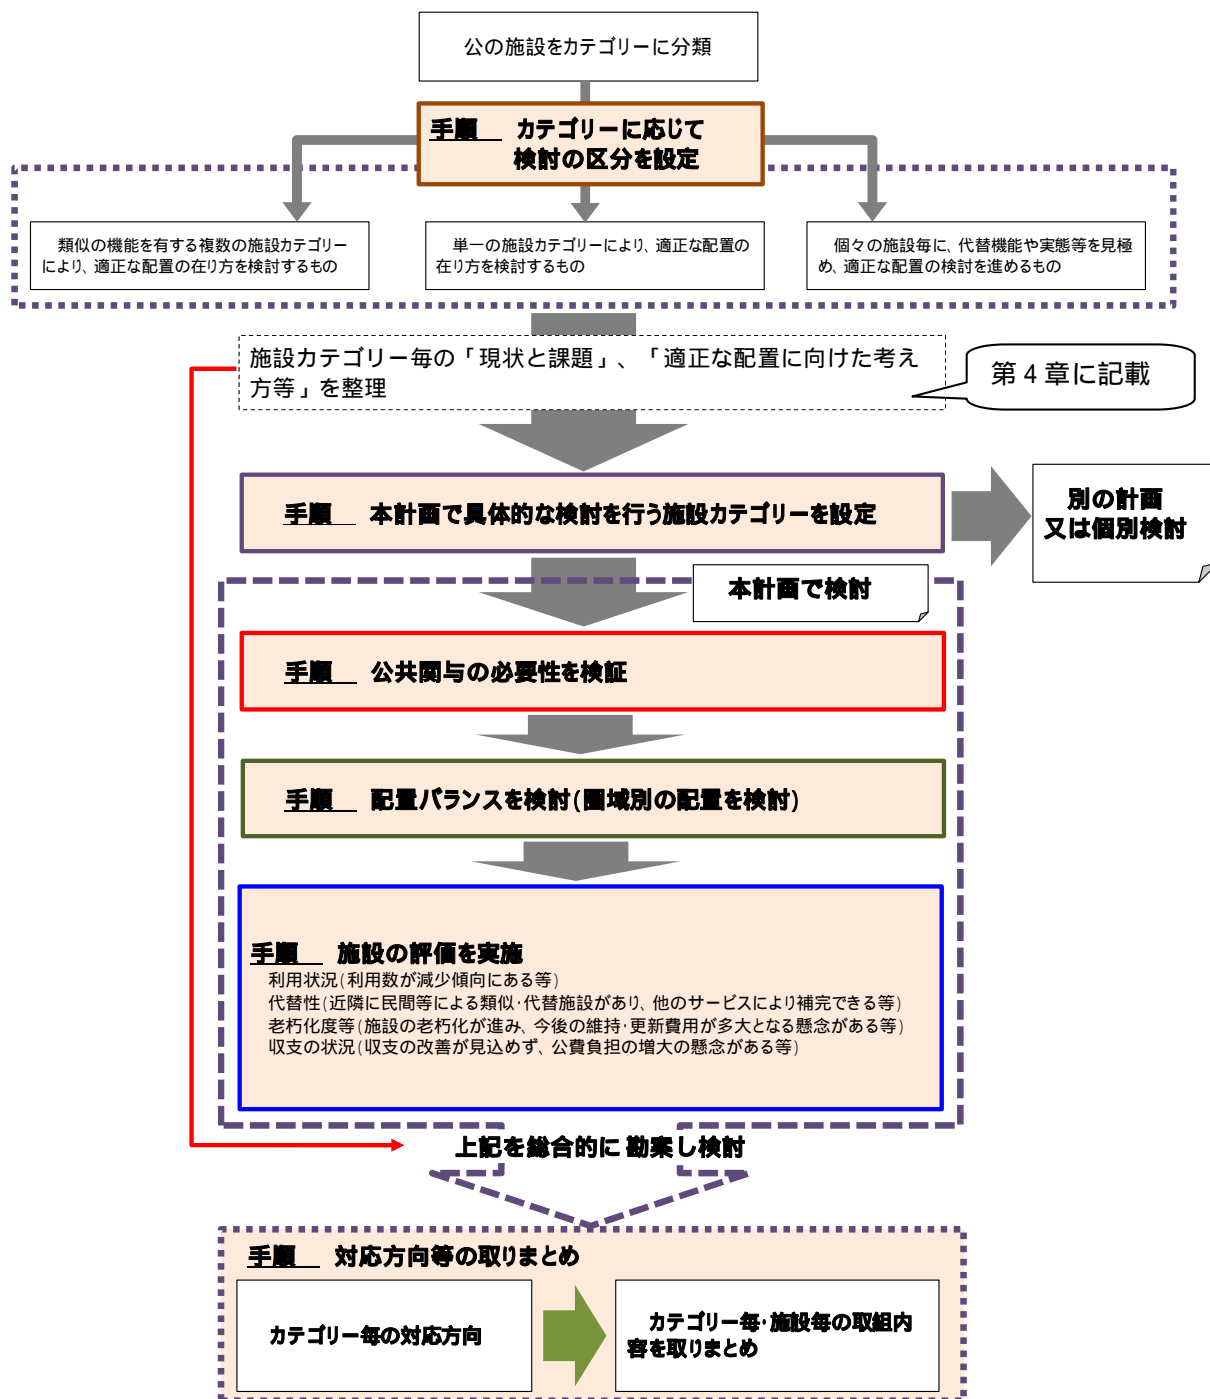 公の施設をカテゴリーに分類
手順　 カテゴリーに応じて
検討の区分を設定
類似の機能を有する複数の施設カテゴリー
により、適正な配置の在り方を検討するもの
単一の施設カテゴリーにより、適正な配置の
在り方を検討するもの
個々の施設毎に、代替機能や実態等を見極
め、適正な配置の検討を進めるもの
施設カテゴリー毎の「現状と課題」、「適正な配置に向けた考え
方等」を整理
第４章に記載
手順　 本計画で具体的な検討を行う施設カテゴリーを設定
別の計画
又は個別検討
本計画で検討
手順　 公共関与の必要性を検証
手順　 配置バランスを検討(圏域別の配置を検討)
手順　 施設の評価を実施
利用状況(利用数が減少傾向にある等)
代替性(近隣に民間等による類似・代替施設があり、他のサービスにより補完できる等)
老朽化度等(施設の老朽化が進み、今後の維持・更新費用が多大となる懸念がある等)
収支の状況(収支の改善が見込めず、公費負担の増大の懸念がある等)
上記を総合的に勘案し検討
手順　 対応方向等の取りまとめ
カテゴリー毎の対応方向
カテゴリー毎・施設毎の取組内
容を取りまとめ